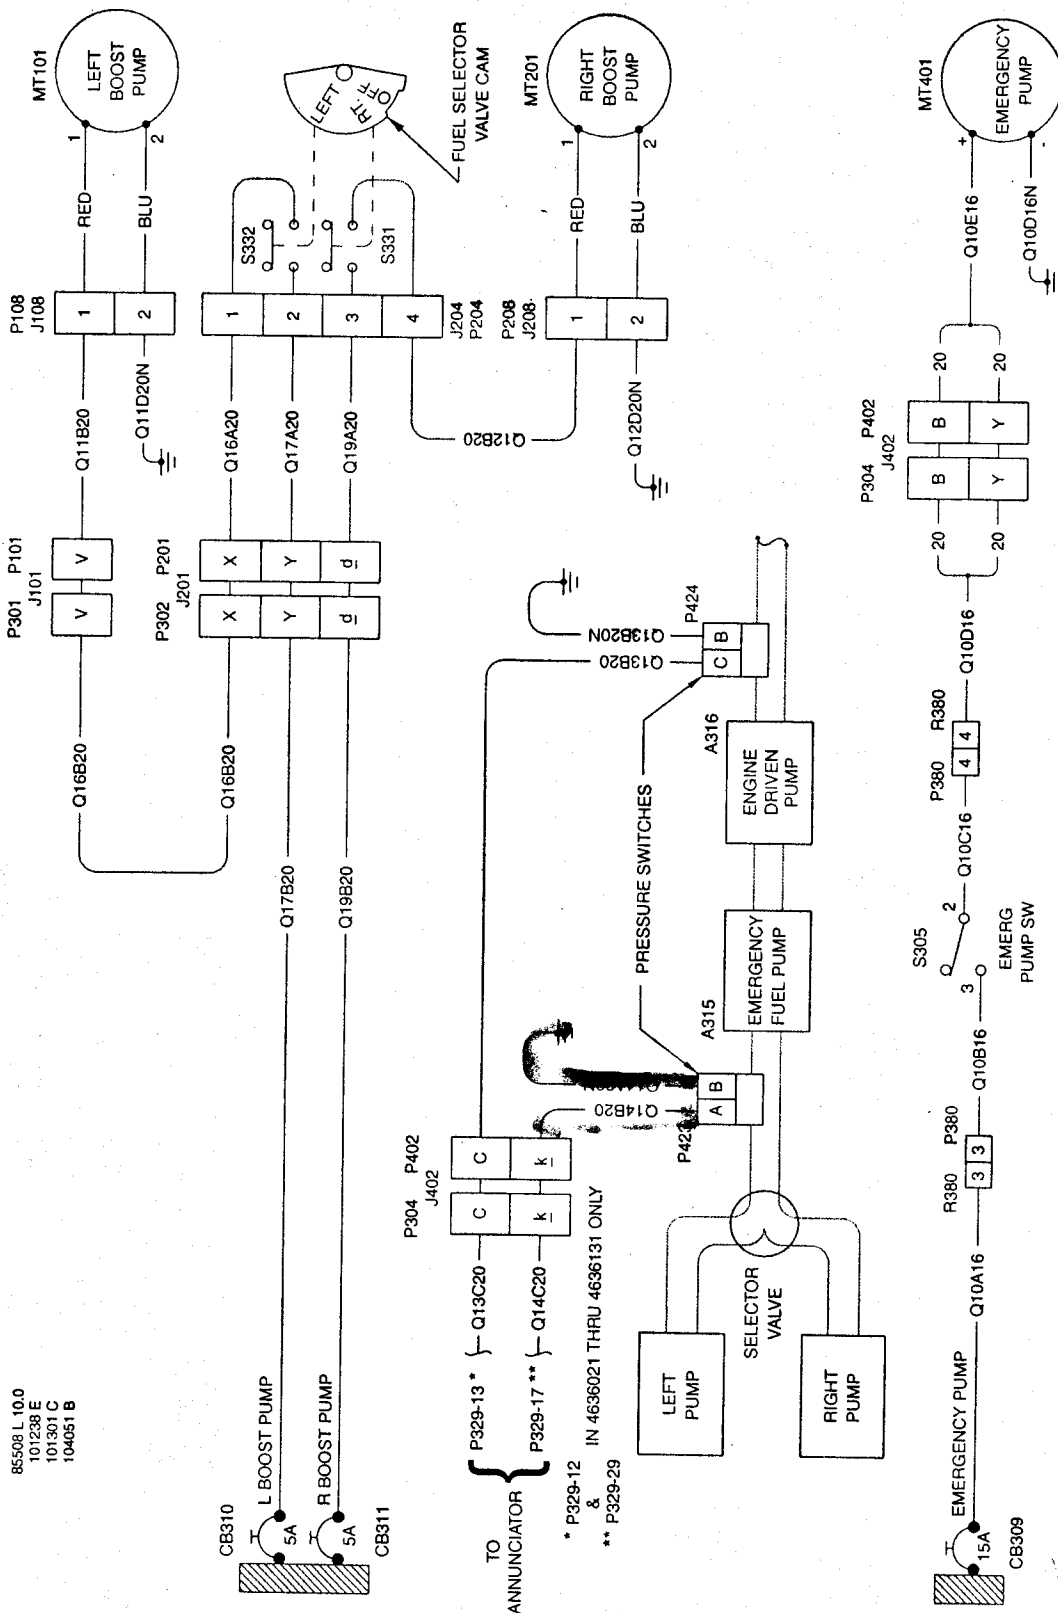 85508 L 10.0
101238 E
101301 C
104051 B
MT101
LEFT
BOOST
PUMP
1
2
RED
BLU
P108
J108
1
2
Q11B20
Q11D20N
P301
P101
J101
V
V
Q16B20
Q16B20
LEFT
RT.
OFF
FUEL SELECTOR
VALVE CAM
S332
S331
1
2
3
4
J204
P204
Q16A20
Q17A20
Q19A20
P302
P201
J201
X
X
Y
Y
d
d
Q17B20
Q19B20
L BOOST PUMP
R BOOST PUMP
CB310
5A
5A
CB311
MT201
RIGHT
BOOST
PUMP
1
2
RED
BLU
P208
J208
1
2
Q12B20
Q12D20N
TO
ANNUNCIATOR
P329-13 *
P329-17 **
Q13C20
Q14C20
P304
P402
J402
C
C
k
k
* P329-12
&
** P329-29
IN 4636021 THRU 4636131 ONLY
Q14B20
A
B
Q13B20
Q13B20N
P424
C
B
PRESSURE SWITCHES
LEFT
PUMP
RIGHT
PUMP
SELECTOR
VALVE
A315
EMERGENCY
FUEL PUMP
A316
ENGINE
DRIVEN
PUMP
MT401
EMERGENCY
PUMP
+
-
Q10E16
Q10D16N
20
20
P304
P402
J402
B
B
Y
Y
20
20
Q10D16
P380
R380
4
4
Q10C16
S305
2
3
EMERG
PUMP SW
Q10B16
R380
P380
3
3
Q10A16
EMERGENCY PUMP
15A
CB309